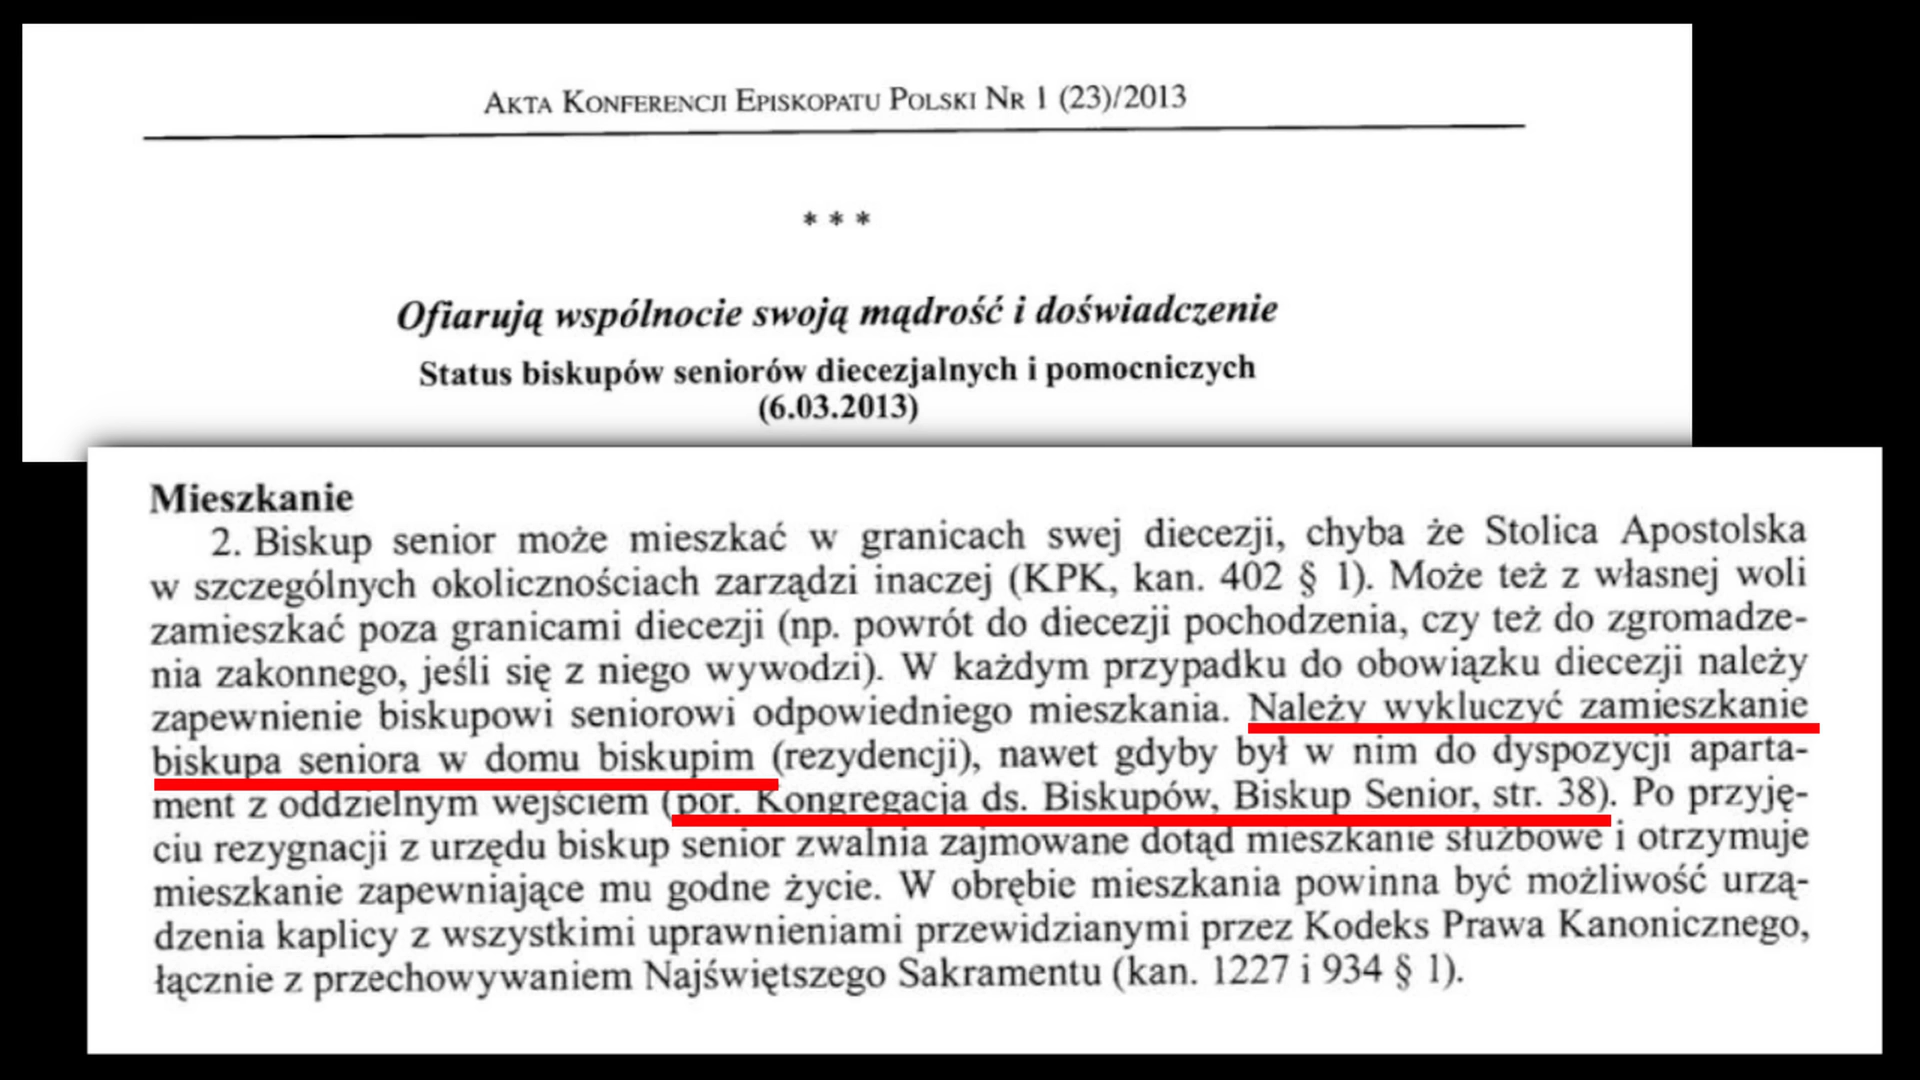 AKTA KONFERENCJI EPISKOPATU POLSKI NR 1 (23)/2013
* * *
Ofiarują wspólnocie swoją mądrość i doświadczenie
Status biskupów seniorów diecezjalnych i pomocniczych
(6.03.2013)
Mieszkanie
2. Biskup senior może mieszkać w granicach swej diecezji, chyba że Stolica Apostolska
w szczególnych okolicznościach zarządzi inaczej (KPK, kan. 402 § 1). Może też z własnej woli
zamieszkać poza granicami diecezji (np. powrót do diecezji pochodzenia, czy też do zgromadze-
nia zakonnego, jeśli się z niego wywodzi). W każdym przypadku do obowiązku diecezji należy
zapewnienie biskupowi seniorowi odpowiedniego mieszkania. Należy wykluczyć zamieszkanie
biskupa seniora w domu biskupim (rezydencji), nawet gdyby był w nim do dyspozycji aparta-
ment z oddzielnym wejściem (por. Kongregacja ds. Biskupów, Biskup Senior, str. 38). Po przyję-
ciu rezygnacji z urzędu biskup senior zwalnia zajmowane dotąd mieszkanie służbowe i otrzymuje
mieszkanie zapewniające mu godne życie. W obrębie mieszkania powinna być możliwość urzą-
dzenia kaplicy z wszystkimi uprawnieniami przewidzianymi przez Kodeks Prawa Kanonicznego,
łącznie z przechowywaniem Najświętszego Sakramentu (kan. 1227 i 934 § 1).